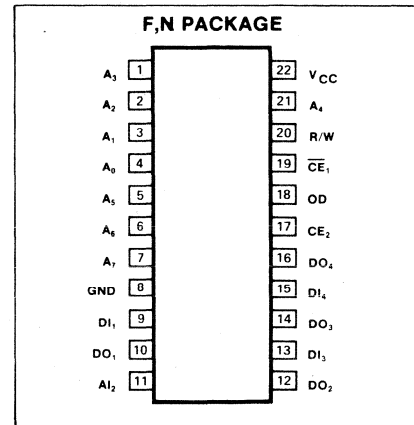 F,N PACKAGE
A₃ 1 22 V_CC
A₂ 2 21 A₄
A₁ 3 20 R/W
A₀ 4 19 C̅E̅₁
A₅ 5 18 OD
A₆ 6 17 CE₂
A₇ 7 16 DO₄
GND 8 15 DI₄
DI₁ 9 14 DO₃
DO₁ 10 13 DI₃
AI₂ 11 12 DO₂